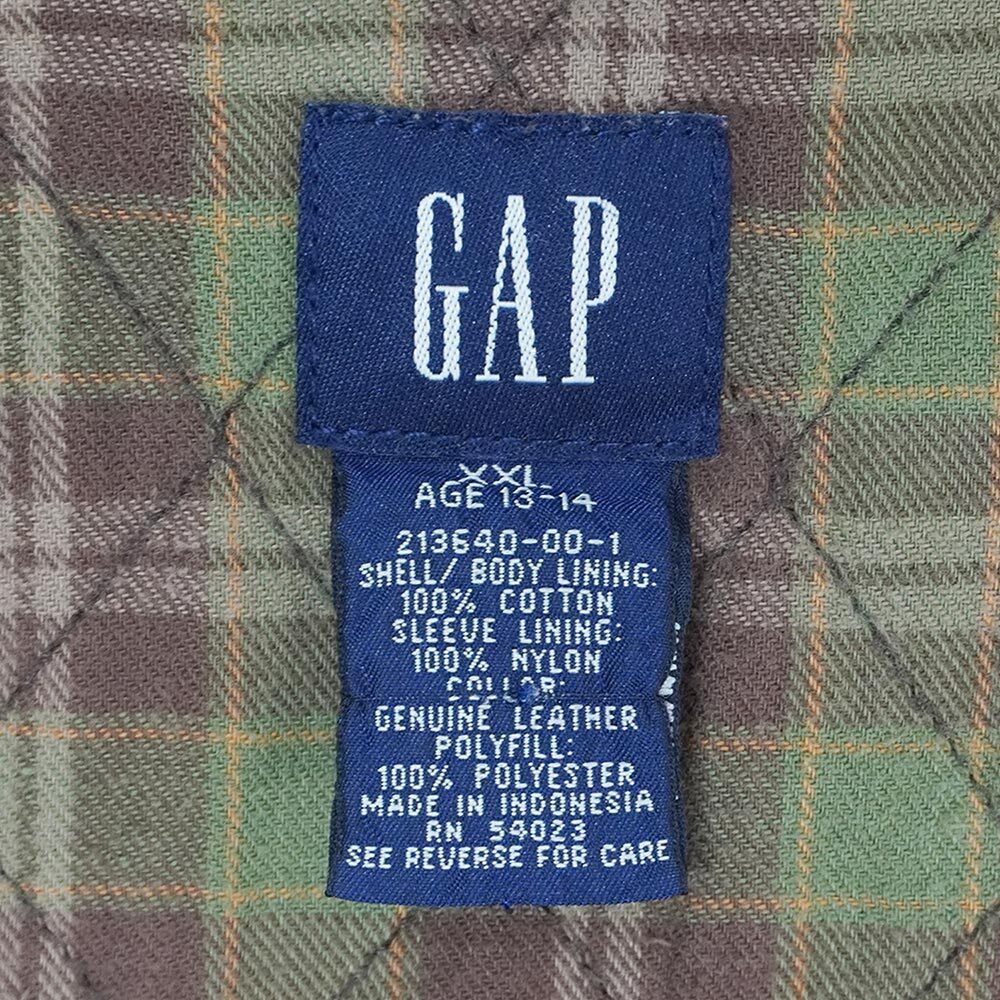 GAP
XXL
AGE 13-14
213640-00-1
SHELL/ BODY LINING:
100% COTTON
SLEEVE LINING:
100% NYLON
COLLAR:
GENUINE LEATHER
POLYFILL:
100% POLYESTER
MADE IN INDONESIA
RN 54023
SEE REVERSE FOR CARE